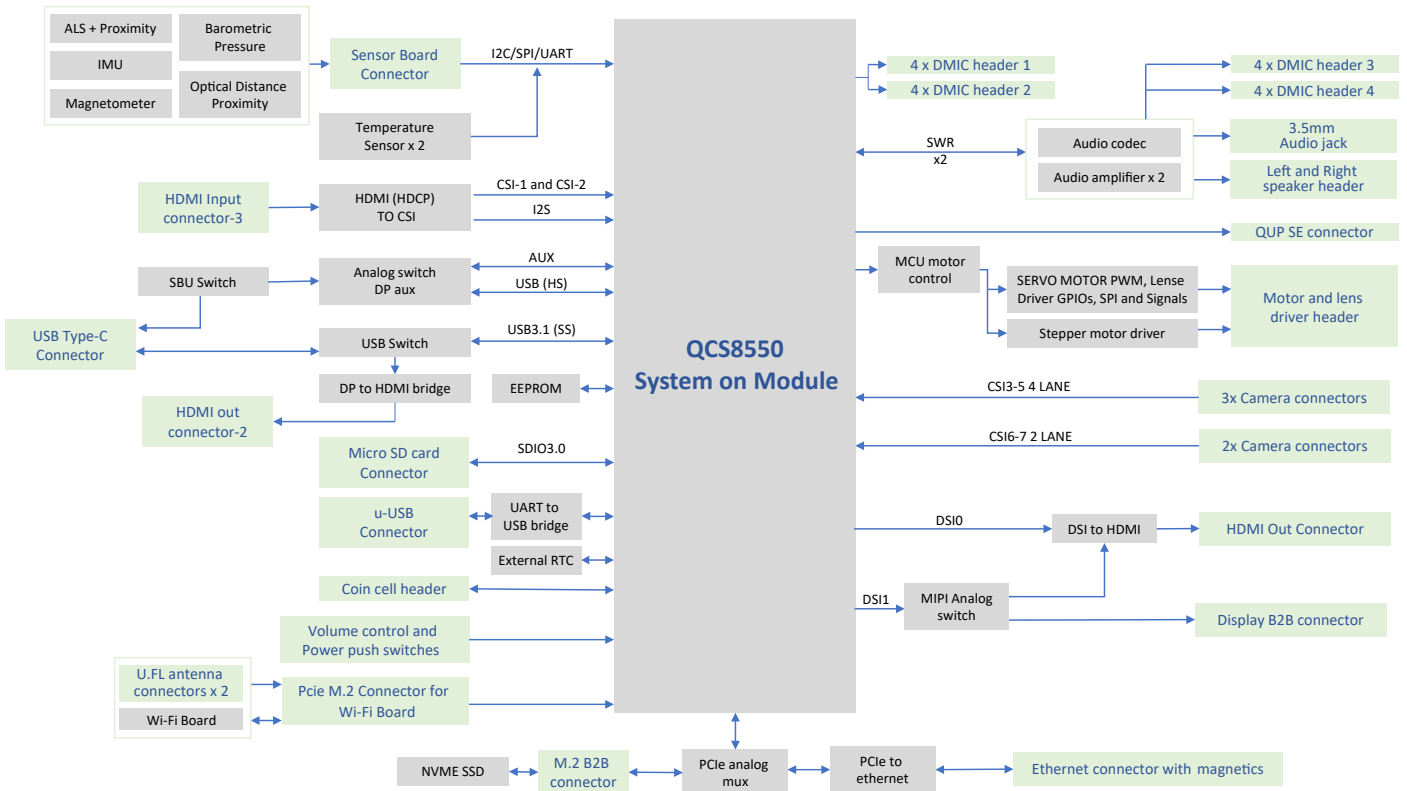 ALS + Proximity
IMU
Magnetometer
Barometric
Pressure
Optical Distance
Proximity
Sensor Board
Connector
I2C/SPI/UART
Temperature
Sensor x 2
HDMI Input
connector-3
HDMI (HDCP)
TO CSI
CSI-1 and CSI-2
I2S
SBU Switch
Analog switch
DP aux
AUX
USB (HS)
USB Type-C
Connector
USB Switch
USB3.1 (SS)
DP to HDMI bridge
EEPROM
HDMI out
connector-2
Micro SD card
Connector
SDIO3.0
u-USB
Connector
UART to
USB bridge
External RTC
Coin cell header
Volume control and
Power push switches
U.FL antenna
connectors x 2
Wi-Fi Board
Pcie M.2 Connector for
Wi-Fi Board
QCS8550
System on Module
4 x DMIC header 1
4 x DMIC header 2
4 x DMIC header 3
4 x DMIC header 4
SWR
x2
Audio codec
Audio amplifier x 2
3.5mm
Audio jack
Left and Right
speaker header
QUP SE connector
MCU motor
control
SERVO MOTOR PWM, Lense
Driver GPIOs, SPI and Signals
Stepper motor driver
Motor and lens
driver header
CSI3-5 4 LANE
3x Camera connectors
CSI6-7 2 LANE
2x Camera connectors
DSI0
DSI to HDMI
HDMI Out Connector
DSI1
MIPI Analog
switch
Display B2B connector
NVME SSD
M.2 B2B
connector
PCIe analog
mux
PCIe to
ethernet
Ethernet connector with magnetics